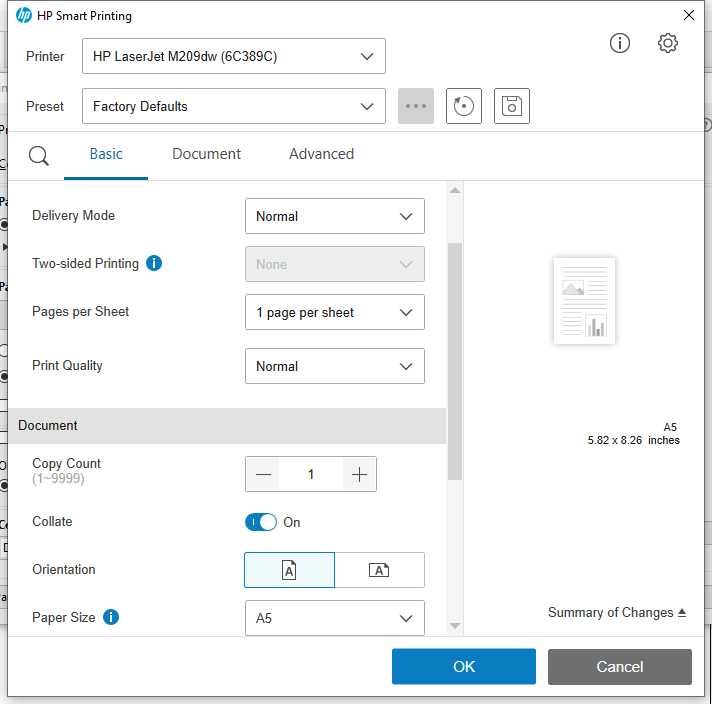 HP Smart Printing
Printer HP LaserJet M209dw (6C389C)
Preset Factory Defaults
Basic Document Advanced
Delivery Mode Normal
Two-sided Printing None
Pages per Sheet 1 page per sheet
Print Quality Normal
A5
5.82 x 8.26 inches
Document
Copy Count 1
(1~9999)
Collate On
Orientation A A
Paper Size A5
Summary of Changes
OK Cancel